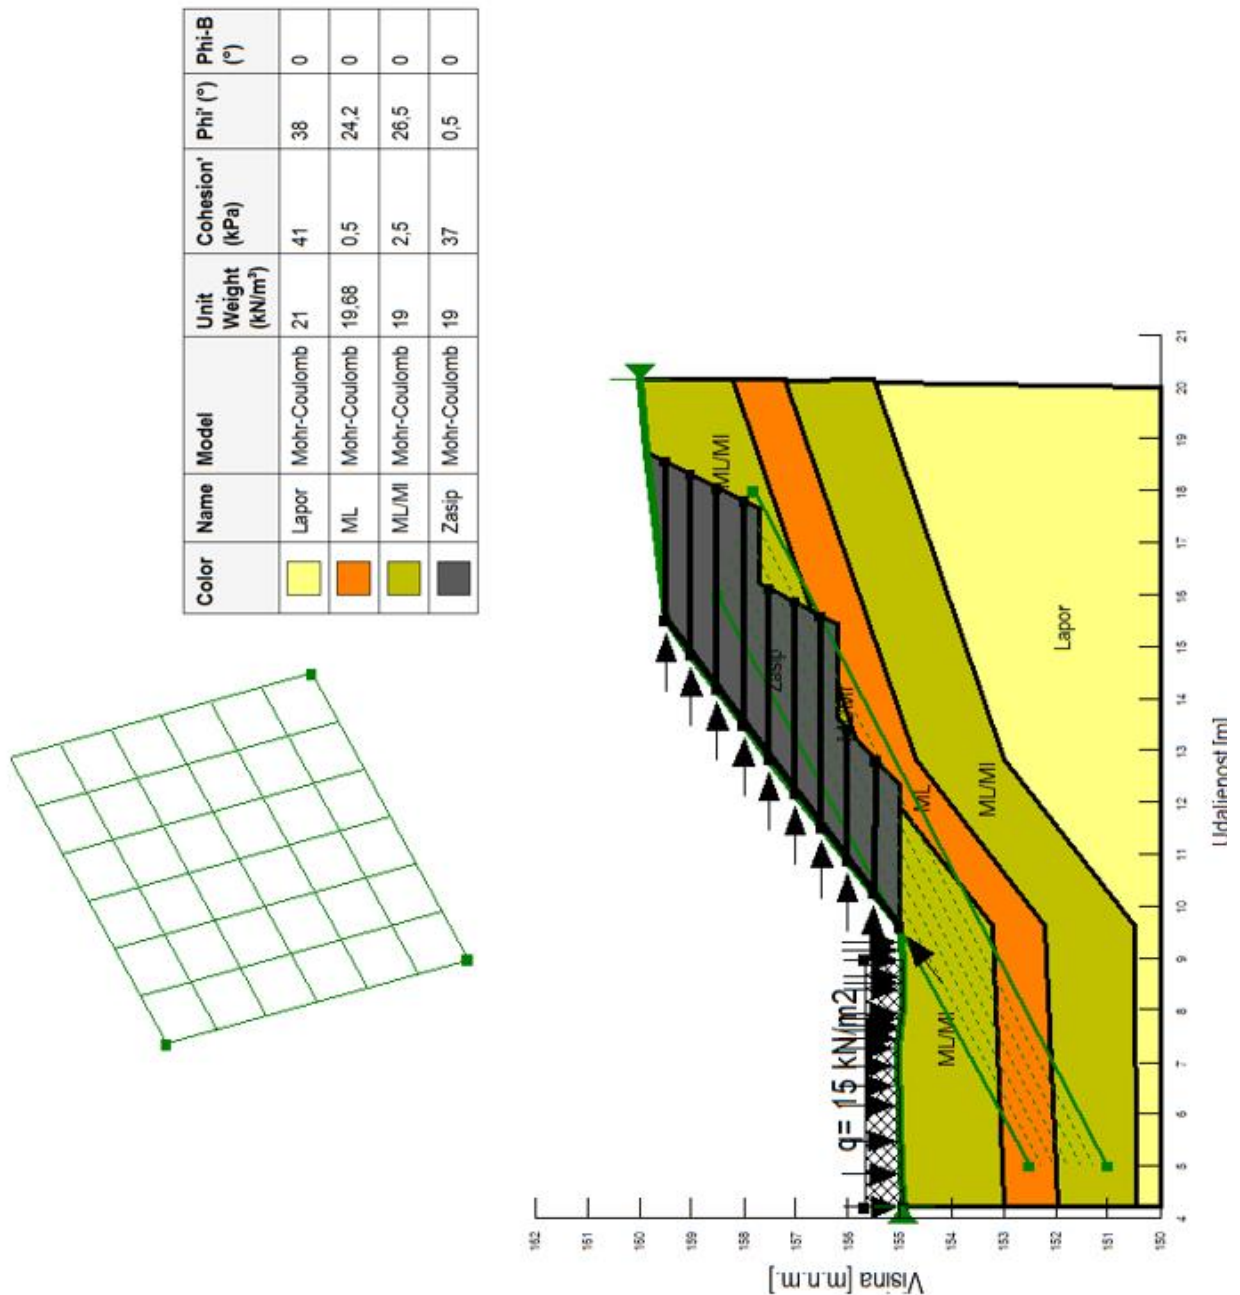 Color Name Model Unit Weight (kN/m³) Cohesion' (kPa) Phi' (°) Phi-B (°)
Lapor Mohr-Coulomb 21 41 38 0
ML Mohr-Coulomb 19,68 0,5 24,2 0
ML/MI Mohr-Coulomb 19 2,5 26,5 0
Zasip Mohr-Coulomb 19 37 0,5 0
q= 15 kN/m2
Zasip
ML/MI
ML/MI
ML
ML/MI
ML/MI
Lapor
Visina [m.n.m.]
162
161
160
159
158
157
156
155
154
153
152
151
150
4 5 6 7 8 9 10 11 12 13 14 15 16 17 18 19 20 21
Udaljenost [m]